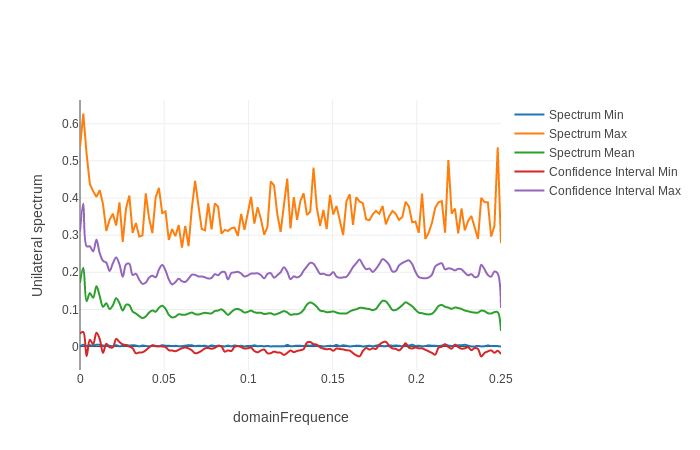 Unilateral spectrum
0.6
0.5
0.4
0.3
0.2
0.1
0
0
0.05
0.1
0.15
0.2
0.25
domainFrequence
Spectrum Min
Spectrum Max
Spectrum Mean
Confidence Interval Min
Confidence Interval Max